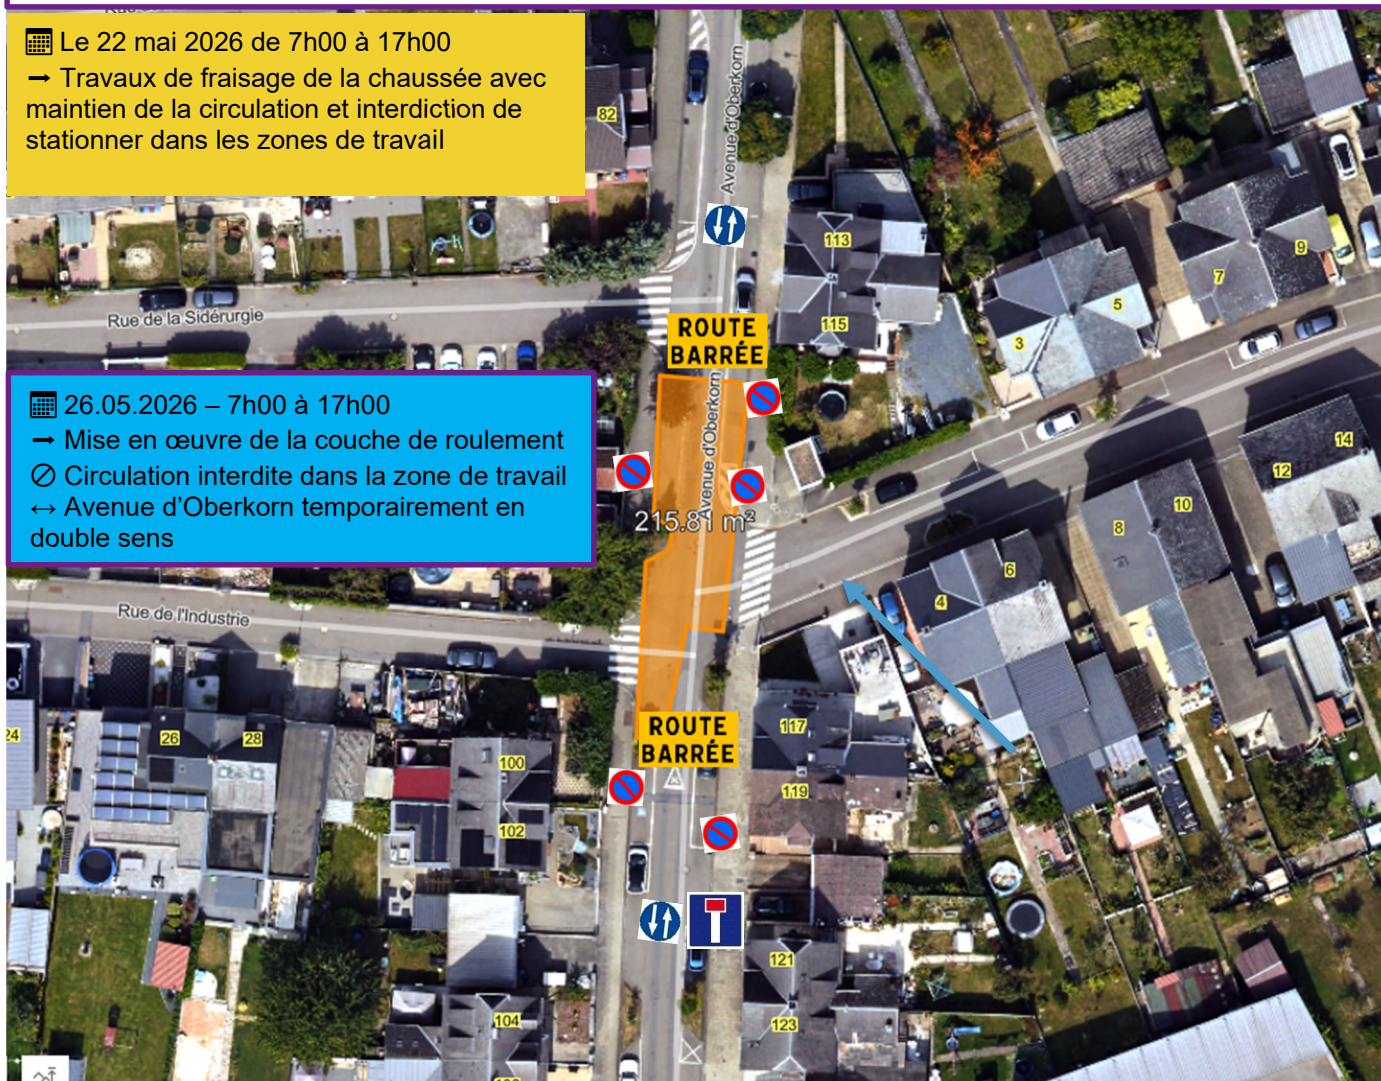 Le 22 mai 2026 de 7h00 à 17h00
→ Travaux de fraisage de la chaussée avec
maintien de la circulation et interdiction de
stationner dans les zones de travail
82
Avenue d'Oberkorn
113
115
9
7
5
3
Rue de la Sidérurgie
ROUTE
BARRÉE
26.05.2026 – 7h00 à 17h00
→ Mise en œuvre de la couche de roulement
Circulation interdite dans la zone de travail
↔ Avenue d'Oberkorn temporairement en
double sens
Avenue d'Oberkorn
215.81 m²
14
12
10
8
6
4
Rue de l'Industrie
24
26
28
100
102
ROUTE
BARRÉE
117
119
121
123
104